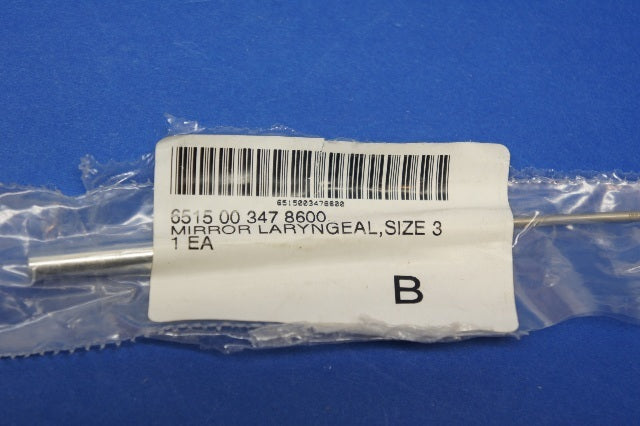 6515003478600
6515 00 347 8600
MIRROR LARYNGEAL,SIZE 3
1 EA
B